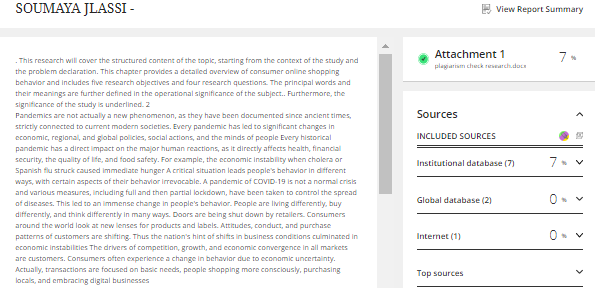 SOUMAYA JLASSI -
View Report Summary
. This research will cover the structured content of the topic, starting from the context of the study and
the problem declaration. This chapter provides a detailed overview of consumer online shopping
behavior and includes five research objectives and four research questions. The principal words and
their meanings are further defined in the operational significance of the subject.. Furthermore, the
significance of the study is underlined. 2
Pandemics are not actually a new phenomenon, as they have been documented since ancient times,
strictly connected to current modern societies. Every pandemic has led to significant changes in
economic, regional, and global policies, social actions, and the minds of people Every historical
pandemic has a direct impact on the major human reactions, as it directly affects health, financial
security, the quality of life, and food safety. For example, the economic instability when cholera or
Spanish flu struck caused immediate hunger A critical situation leads people's behavior in different
ways, with certain aspects of their behavior irrevocable. A pandemic of COVID-19 is not a normal crisis
and various measures, including full and then partial lockdown, have been taken to control the spread
of diseases. This led to an immense change in people's behavior. People are living differently, buy
differently, and think differently in many ways. Doors are being shut down by retailers. Consumers
around the world look at new lenses for products and labels. Attitudes, conduct, and purchase
patterns of customers are shifting. Thus the nation's hint of shifts in business conditions culminated in
economic instabilities The drivers of competition, growth, and economic convergence in all markets
are customers. Consumers often experience a change in behavior due to economic uncertainty.
Actually, transactions are focused on basic needs, people shopping more consciously, purchasing
locals, and embracing digital businesses
Attachment 1
7 %
plagiarism check research.docx
Sources
INCLUDED SOURCES
Institutional database (7)
7 %
Global database (2)
0 %
Internet (1)
0 %
Top sources